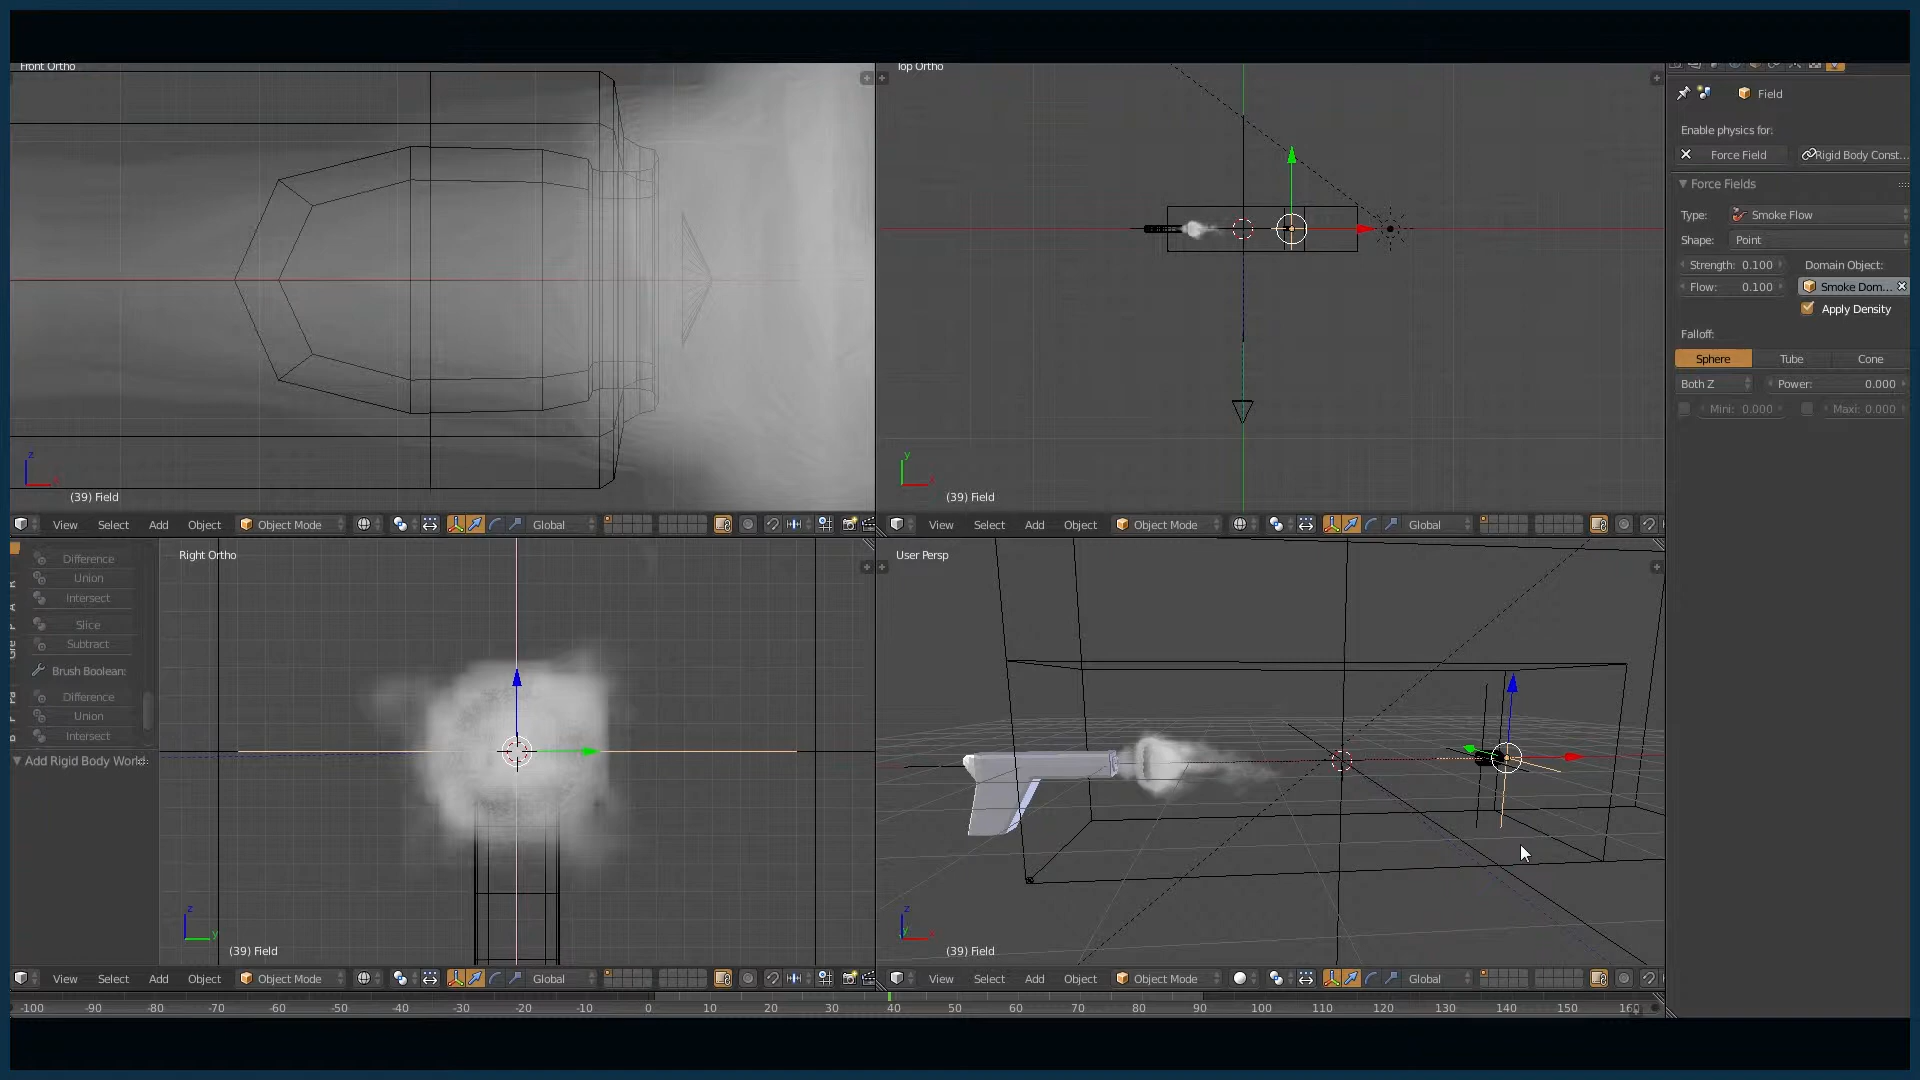 Front Ortho
(39) Field
View Select Add Object Object Mode Global
Top Ortho
(39) Field
View Select Add Object Object Mode Global
Difference
Union
Intersect
Slice
Subtract
Brush Boolean:
Difference
Union
Intersect
Add Rigid Body World
Right Ortho
(39) Field
View Select Add Object Object Mode Global
User Persp
(39) Field
View Select Add Object Object Mode Global
-100 -90 -80 -70 -60 -50 -40 -30 -20 -10 0 10 20 30 40 50 60 70 80 90 100 110 120 130 140 150 160
Field
Enable physics for:
Force Field Rigid Body Const...
Force Fields
Type: Smoke Flow
Shape: Point
Strength: 0.100 Domain Object:
Flow: 0.100 Smoke Dom...
Apply Density
Falloff:
Sphere Tube Cone
Both Z Power: 0.000
Mini: 0.000 Maxi: 0.000